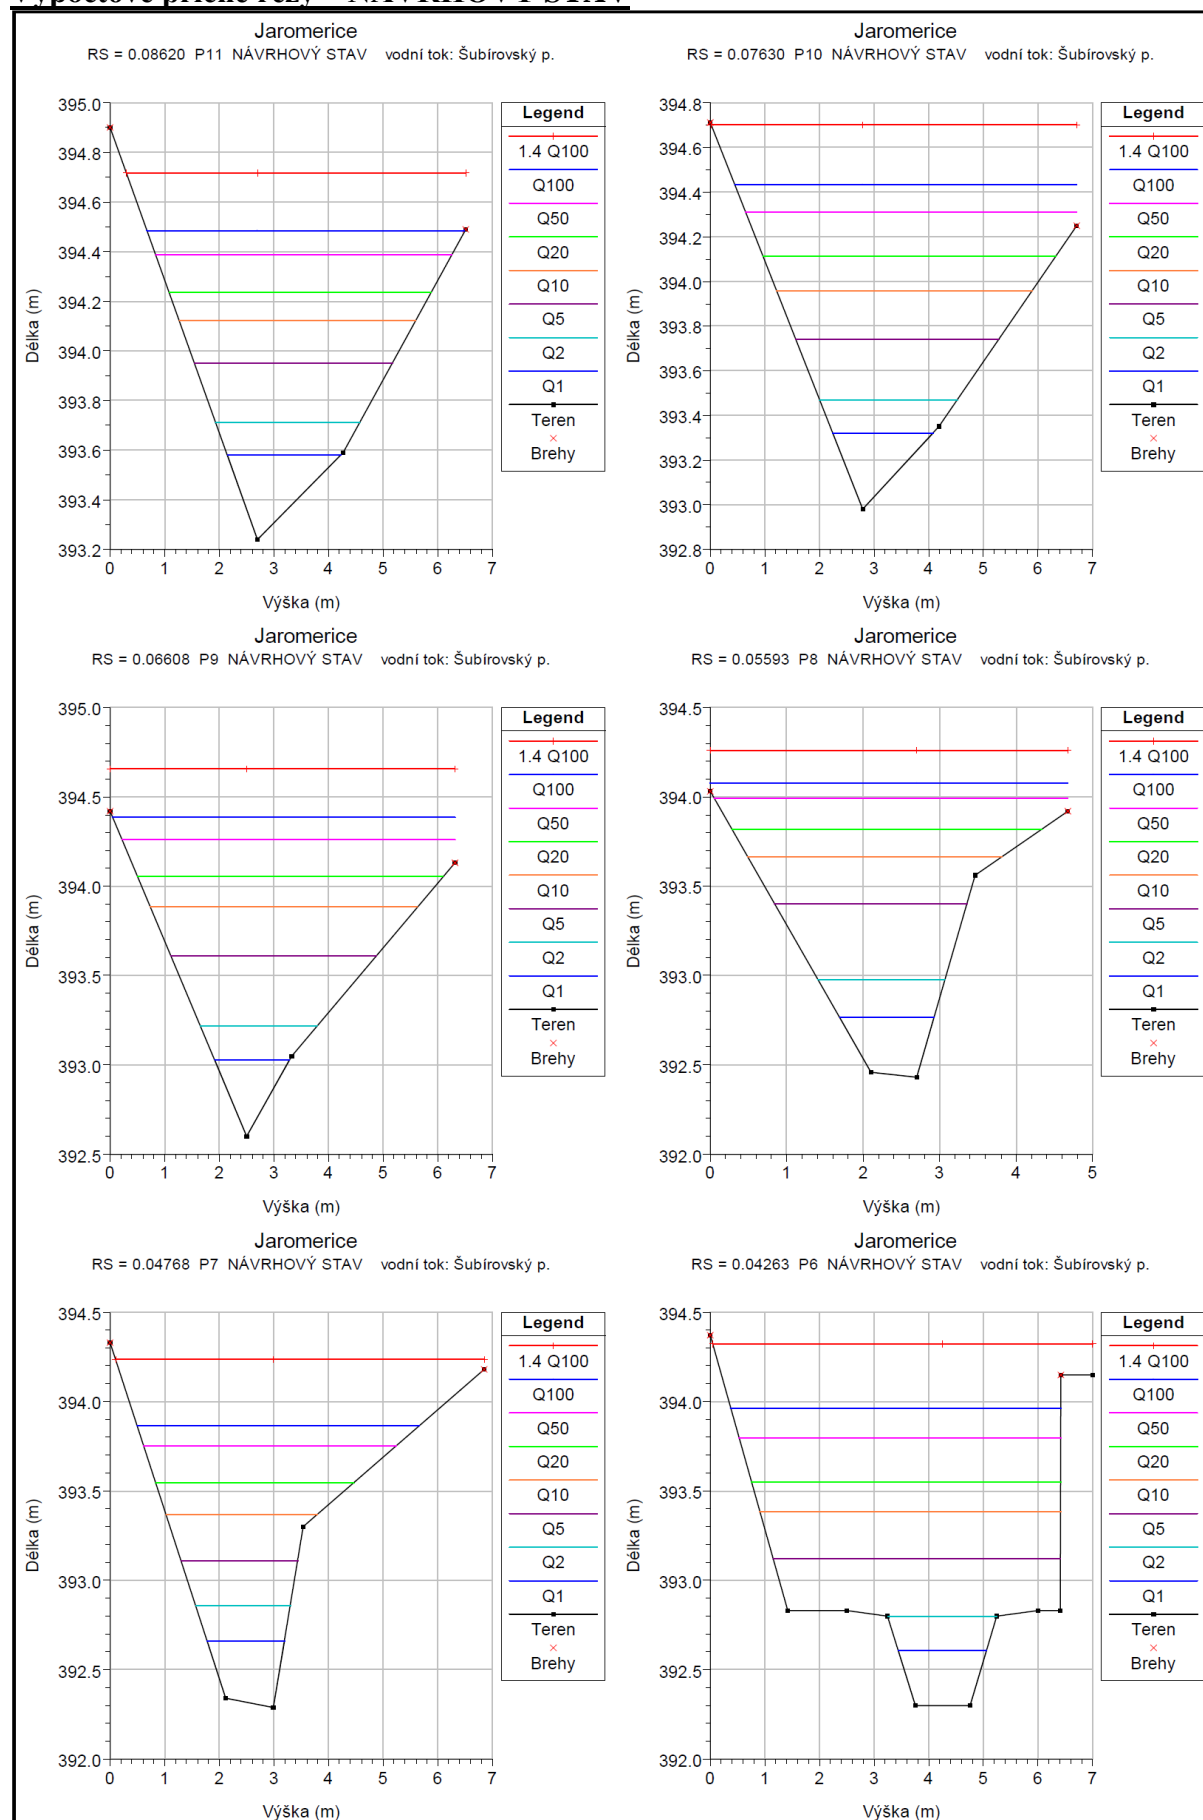 Výpočtové příčné řezy – NÁVRHOVÝ STAV
Jaromerice
RS = 0.08620 P11 NÁVRHOVÝ STAV vodní tok: Šubírovský p.
395.0
394.8
394.6
394.4
394.2
394.0
393.8
393.6
393.4
393.2
Délka (m)
0 1 2 3 4 5 6 7
Výška (m)
Legend
1.4 Q100
Q100
Q50
Q20
Q10
Q5
Q2
Q1
Teren
Brehy
Jaromerice
RS = 0.07630 P10 NÁVRHOVÝ STAV vodní tok: Šubírovský p.
394.8
394.6
394.4
394.2
394.0
393.8
393.6
393.4
393.2
393.0
392.8
Délka (m)
0 1 2 3 4 5 6 7
Výška (m)
Legend
1.4 Q100
Q100
Q50
Q20
Q10
Q5
Q2
Q1
Teren
Brehy
Jaromerice
RS = 0.06608 P9 NÁVRHOVÝ STAV vodní tok: Šubírovský p.
395.0
394.5
394.0
393.5
393.0
392.5
Délka (m)
0 1 2 3 4 5 6 7
Výška (m)
Legend
1.4 Q100
Q100
Q50
Q20
Q10
Q5
Q2
Q1
Teren
Brehy
Jaromerice
RS = 0.05593 P8 NÁVRHOVÝ STAV vodní tok: Šubírovský p.
394.5
394.0
393.5
393.0
392.5
392.0
Délka (m)
0 1 2 3 4 5
Výška (m)
Legend
1.4 Q100
Q100
Q50
Q20
Q10
Q5
Q2
Q1
Teren
Brehy
Jaromerice
RS = 0.04768 P7 NÁVRHOVÝ STAV vodní tok: Šubírovský p.
394.5
394.0
393.5
393.0
392.5
392.0
Délka (m)
0 1 2 3 4 5 6 7
Výška (m)
Legend
1.4 Q100
Q100
Q50
Q20
Q10
Q5
Q2
Q1
Teren
Brehy
Jaromerice
RS = 0.04263 P6 NÁVRHOVÝ STAV vodní tok: Šubírovský p.
394.5
394.0
393.5
393.0
392.5
392.0
Délka (m)
0 1 2 3 4 5 6 7
Výška (m)
Legend
1.4 Q100
Q100
Q50
Q20
Q10
Q5
Q2
Q1
Teren
Brehy